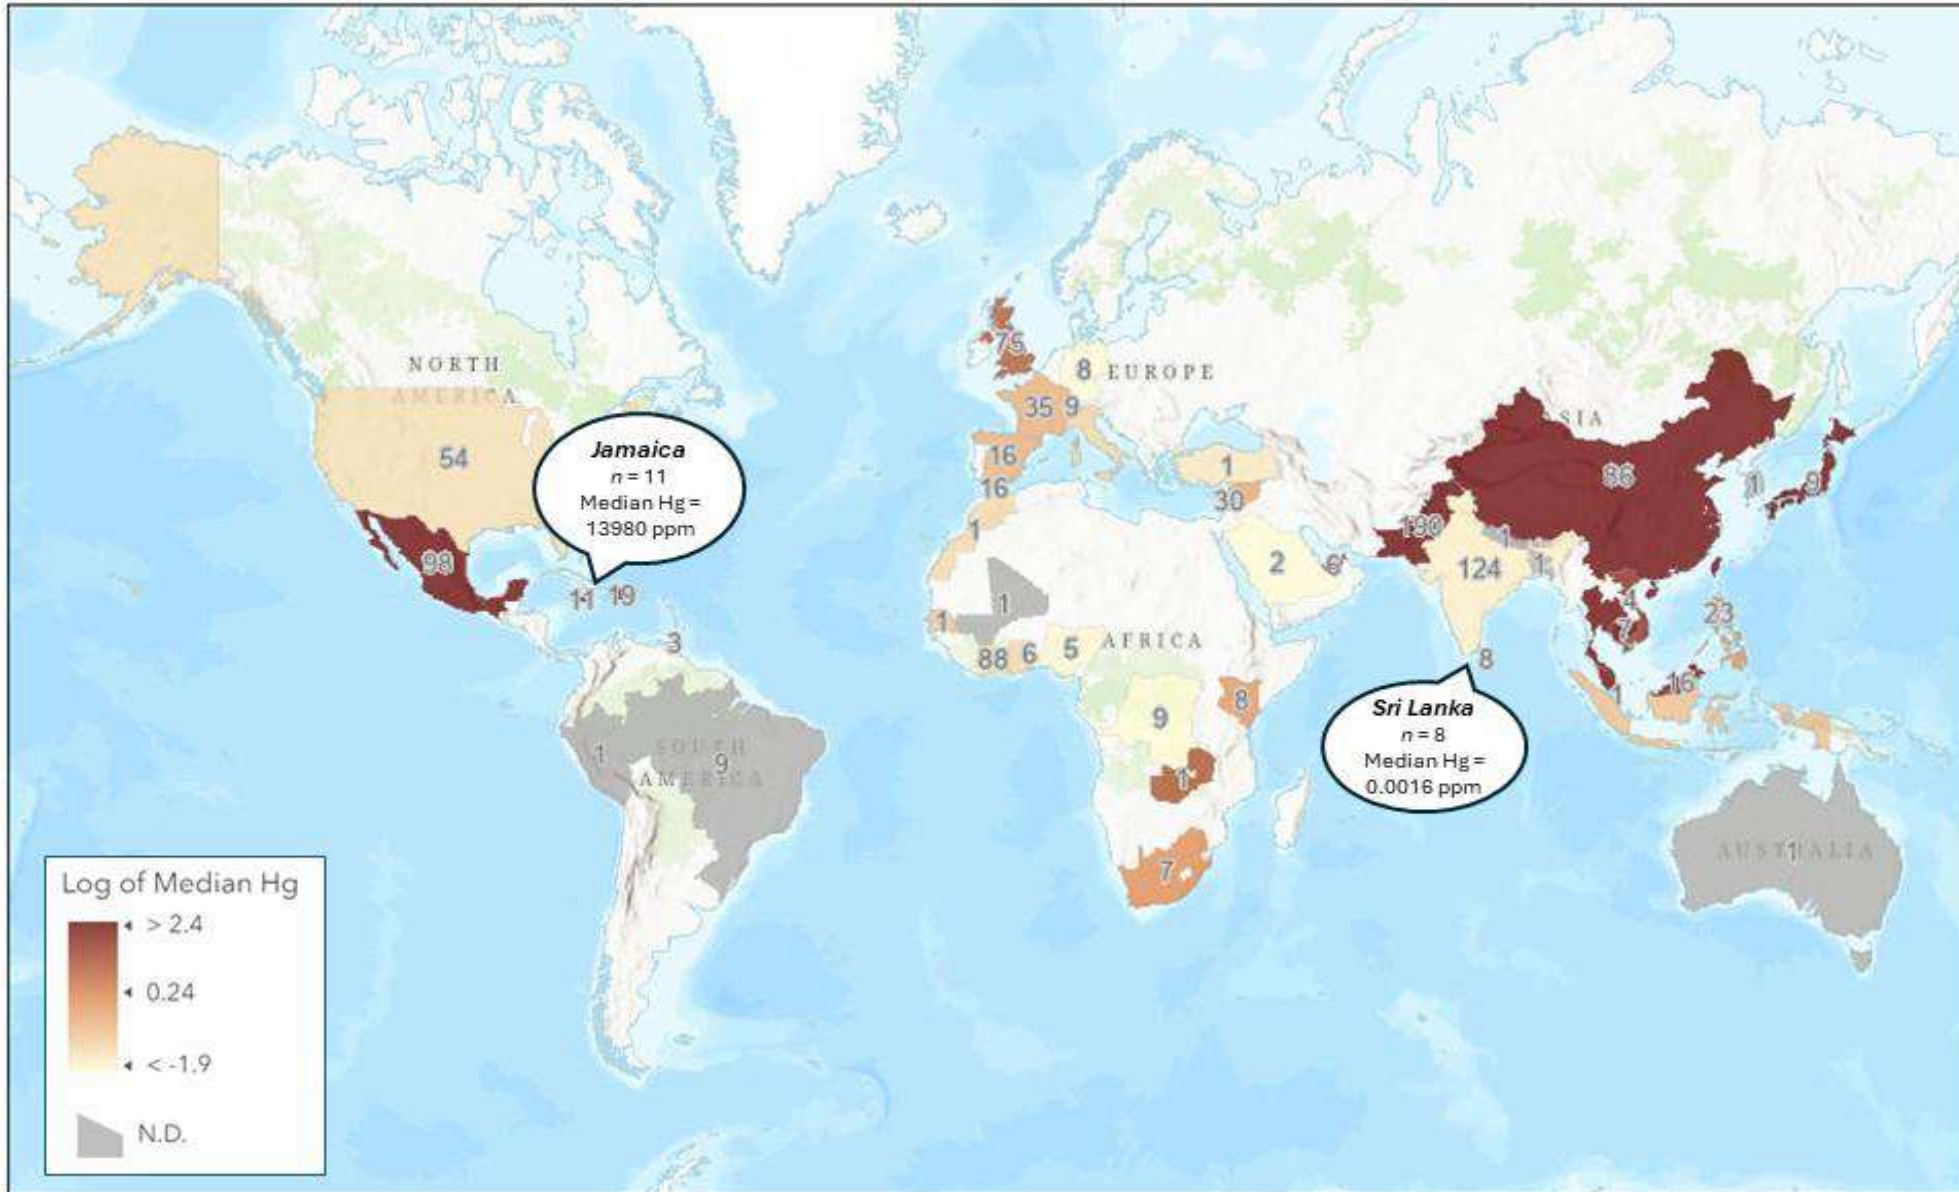 NORTH
AMERICA
54
98
Jamaica
n = 11
Median Hg =
13980 ppm
11
19
3
1
SOUTH
AMERICA
9
75
8
EUROPE
35
9
16
16
1
30
1
2
6
1
1
88
6
5
AFRICA
9
8
1
7
190
124
1
1
8
86
1
9
4
7
23
1
16
Sri Lanka
n = 8
Median Hg =
0.0016 ppm
AUSTRALIA
1
Log of Median Hg
> 2.4
0.24
< -1.9
N.D.